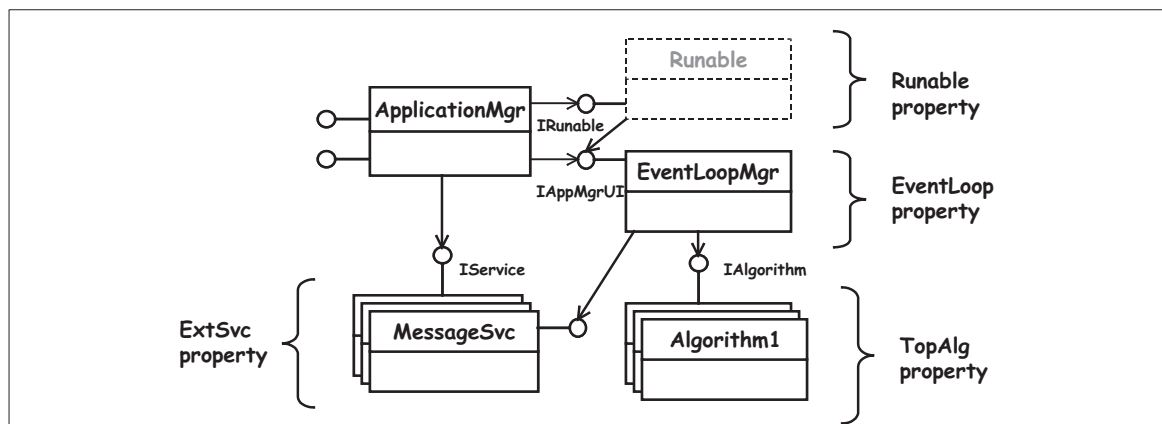 Runable
Runable
property
ApplicationMgr
IRunable
EventLoopMgr
IAppMgrUI
EventLoop
property
IService
IAlgorithm
ExtSvc
property
MessageSvc
Algorithm1
TopAlg
property